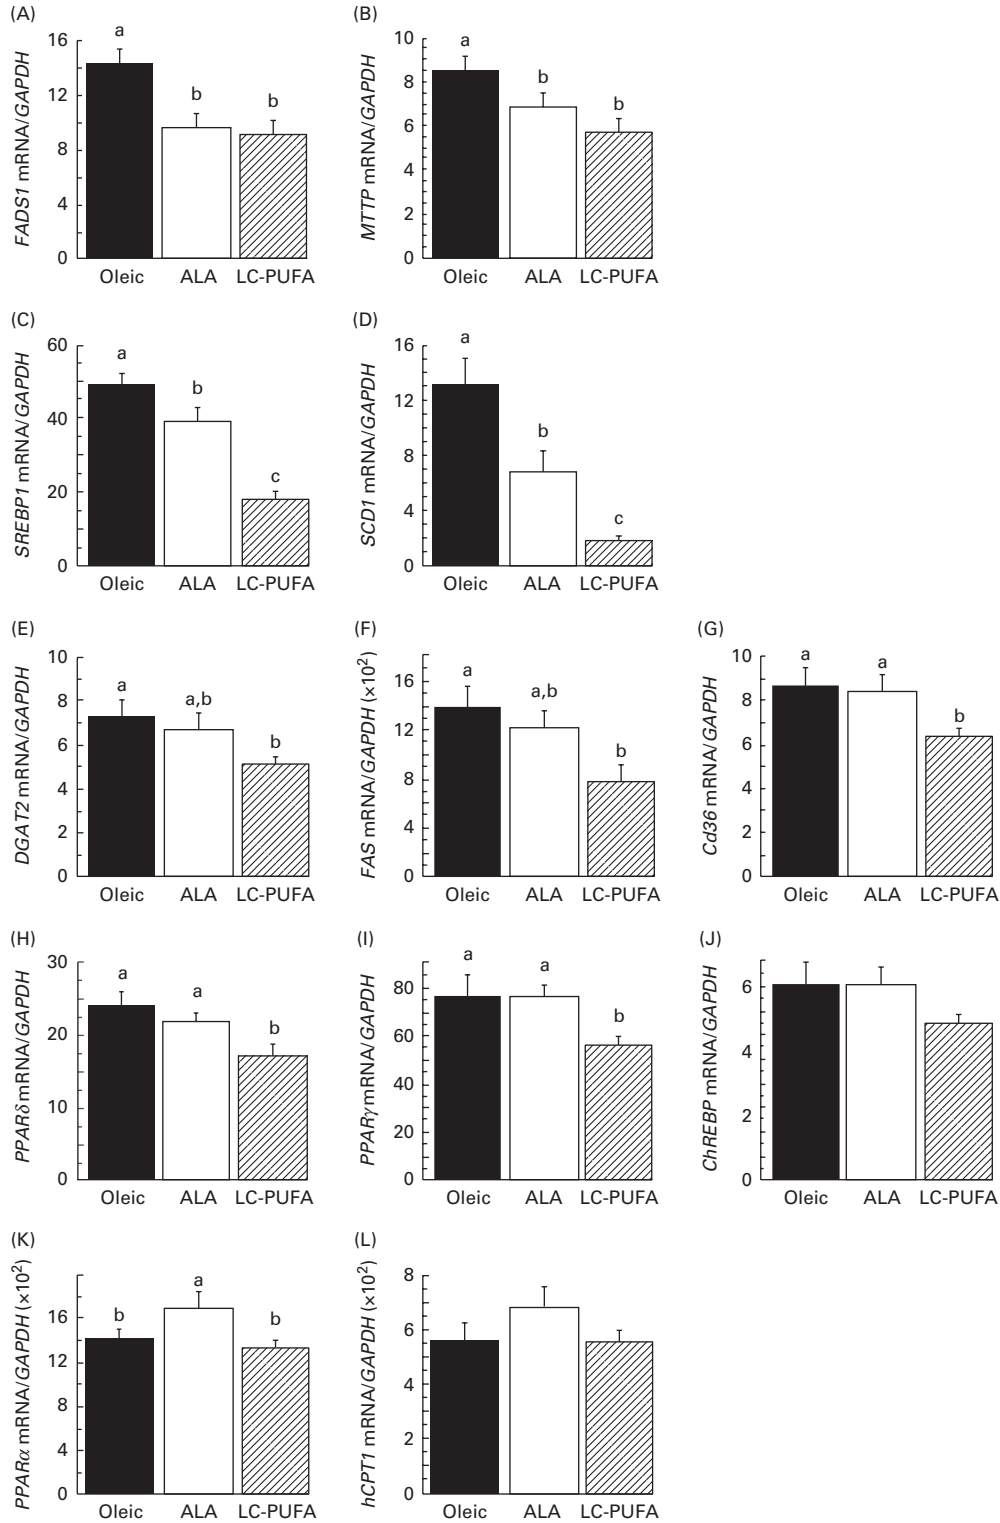 (A)
FADS1 mRNA/GAPDH
16
12
8
4
0
a
b
b
Oleic ALA LC-PUFA
(B)
MTTP mRNA/GAPDH
10
8
6
4
2
0
a
b
b
Oleic ALA LC-PUFA
(C)
SREBP1 mRNA/GAPDH
60
40
20
0
a
b
c
Oleic ALA LC-PUFA
(D)
SCD1 mRNA/GAPDH
16
12
8
4
0
a
b
c
Oleic ALA LC-PUFA
(E)
DGAT2 mRNA/GAPDH
10
8
6
4
2
0
a
a,b
b
Oleic ALA LC-PUFA
(F)
FAS mRNA/GAPDH (×10²)
16
12
8
4
0
a
a,b
b
Oleic ALA LC-PUFA
(G)
Cd36 mRNA/GAPDH
10
8
6
4
2
0
a
a
b
Oleic ALA LC-PUFA
(H)
PPARδ mRNA/GAPDH
30
20
10
0
a
a
b
Oleic ALA LC-PUFA
(I)
PPARγ mRNA/GAPDH
80
60
40
20
0
a
a
b
Oleic ALA LC-PUFA
(J)
ChREBP mRNA/GAPDH
6
4
2
0
Oleic ALA LC-PUFA
(K)
PPARα mRNA/GAPDH (×10²)
16
12
8
4
0
b
a
b
Oleic ALA LC-PUFA
(L)
hCPT1 mRNA/GAPDH (×10²)
8
6
4
2
0
Oleic ALA LC-PUFA